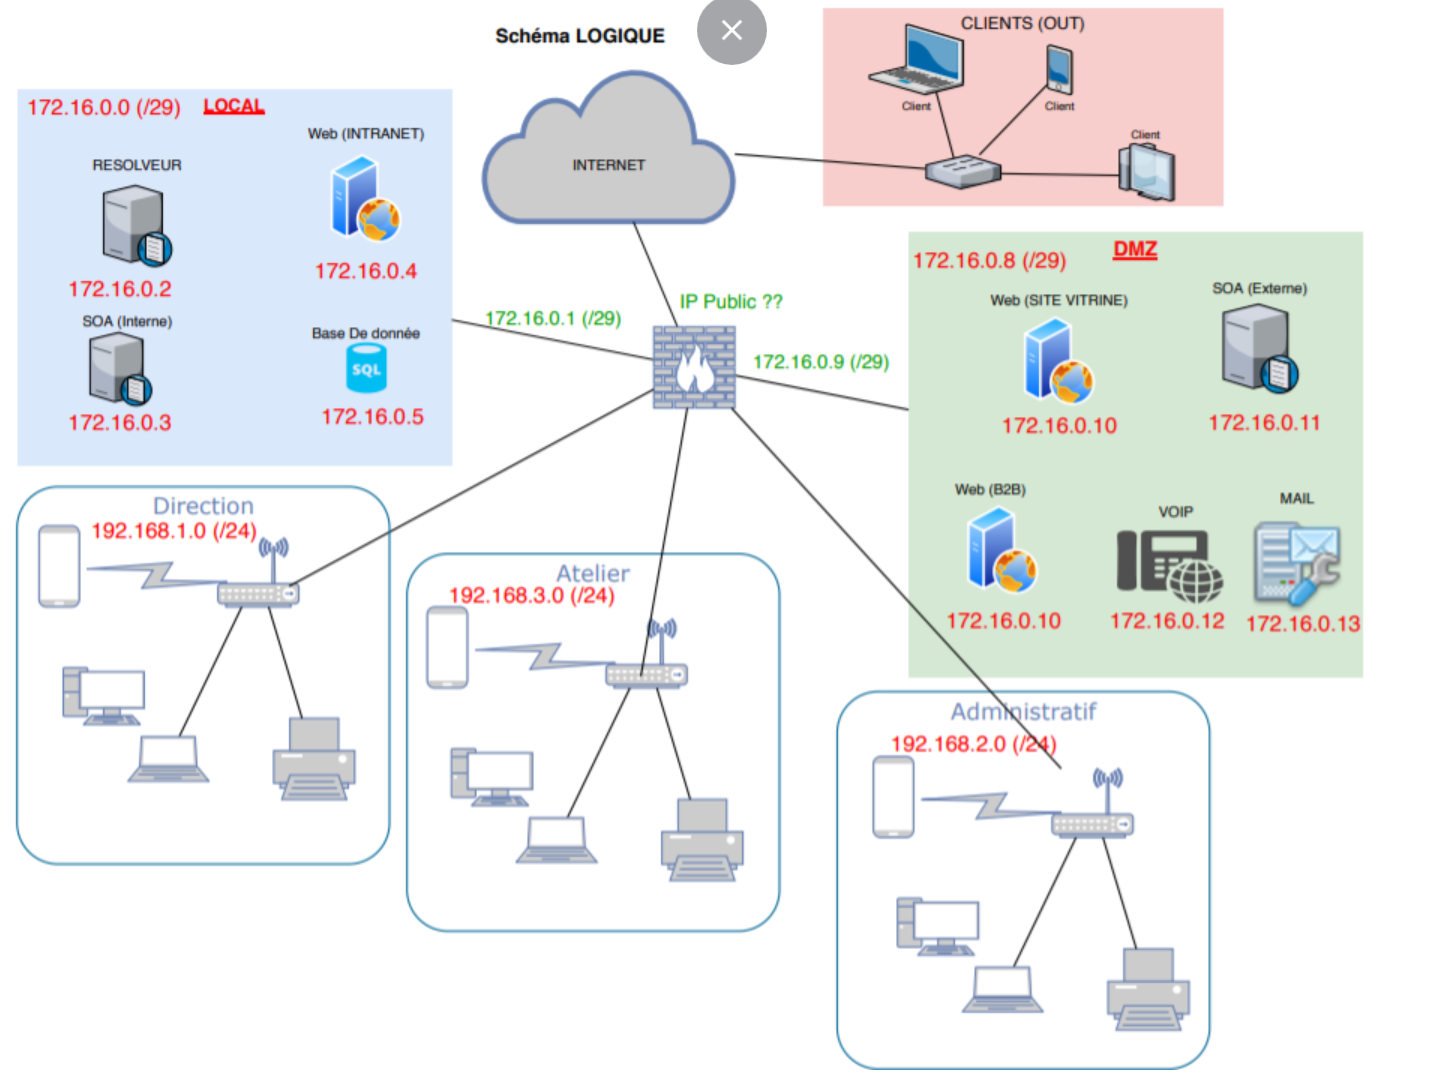 Schéma LOGIQUE
CLIENTS (OUT)
Client
Client
Client
INTERNET
172.16.0.0 (/29) LOCAL
Web (INTRANET)
RESOLVEUR
172.16.0.4
172.16.0.2
SOA (Interne)
Base De donnée
SQL
172.16.0.3
172.16.0.5
IP Public ??
172.16.0.1 (/29)
172.16.0.9 (/29)
DMZ
172.16.0.8 (/29)
SOA (Externe)
Web (SITE VITRINE)
172.16.0.10
172.16.0.11
Web (B2B)
VOIP
MAIL
172.16.0.10
172.16.0.12
172.16.0.13
Direction
192.168.1.0 (/24)
Atelier
192.168.3.0 (/24)
Administratif
192.168.2.0 (/24)